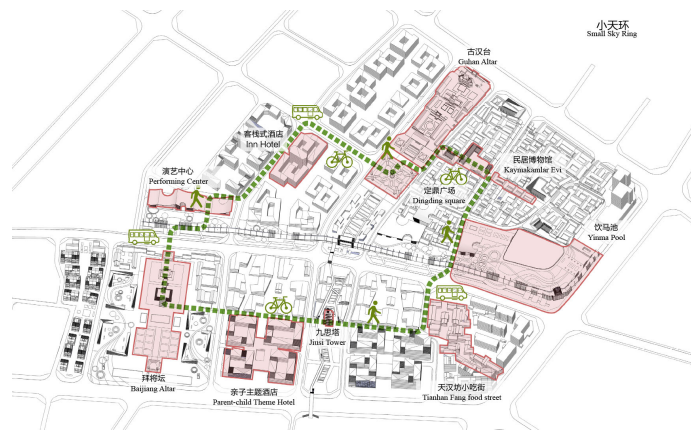 小天环
Small Sky Ring
古汉台
Guhan Altar
客栈式酒店
Inn Hotel
民居博物馆
Kaymakamlar Evi
演艺中心
Performing Center
定鼎广场
Dingding square
饮马池
Yinma Pool
九思塔
Jiusi Tower
拜将坛
Baijiang Altar
亲子主题酒店
Parent-child Theme Hotel
天汉坊小吃街
Tianhan Fang food street